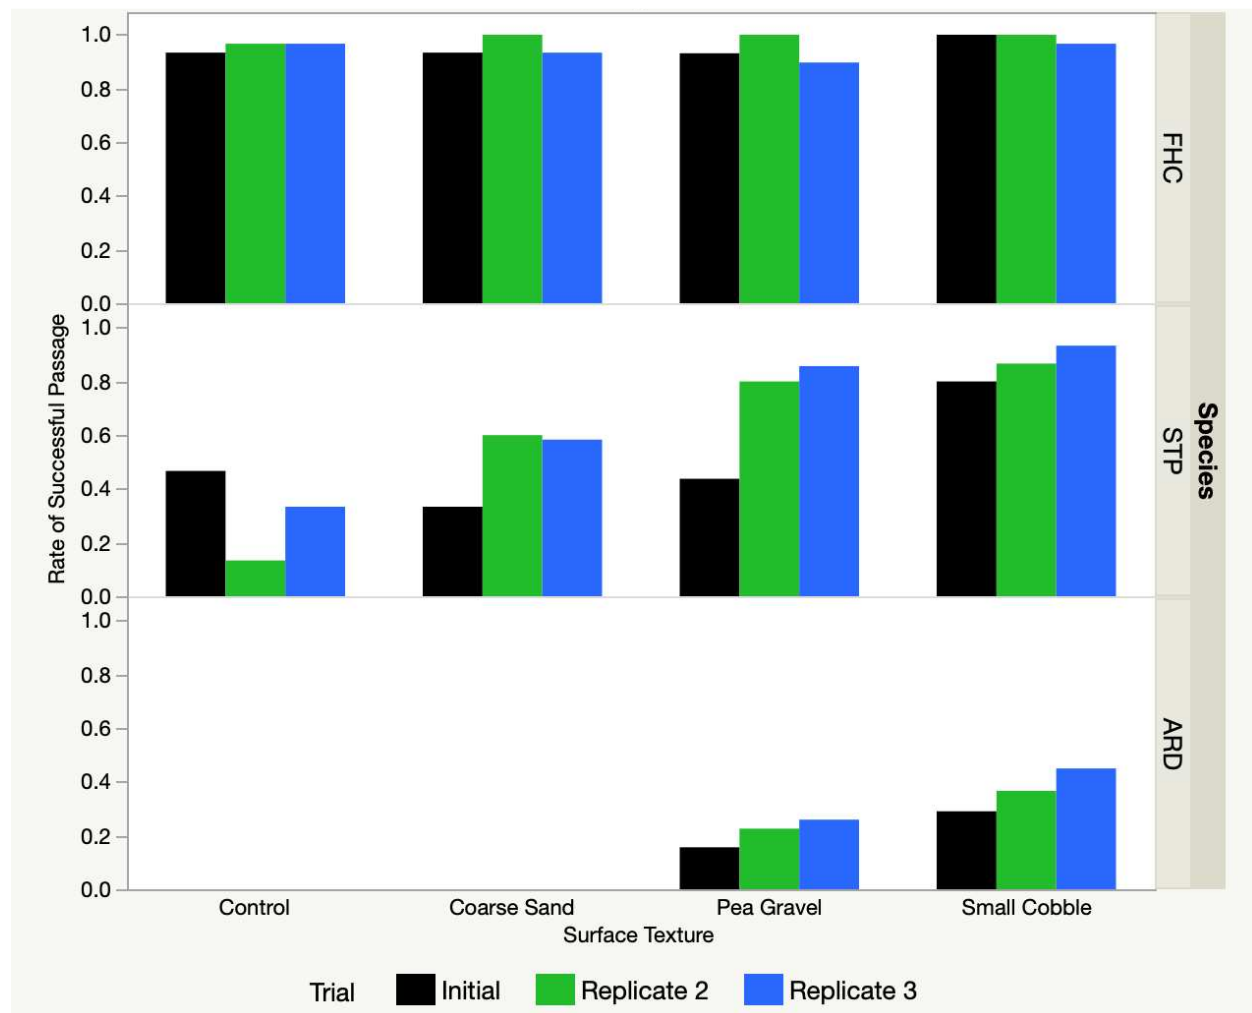 Rate of Successful Passage
1.0
0.8
0.6
0.4
0.2
0.0
FHC
1.0
0.8
0.6
0.4
0.2
0.0
STP
Species
1.0
0.8
0.6
0.4
0.2
0.0
ARD
Control Coarse Sand Pea Gravel Small Cobble
Surface Texture
Trial Initial Replicate 2 Replicate 3